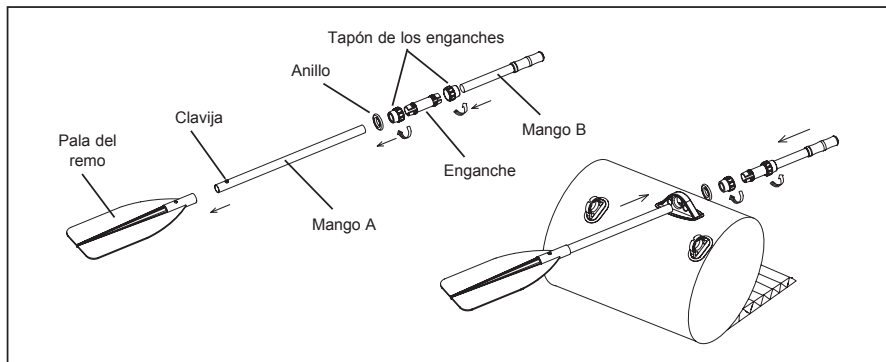 Tapón de los enganches
Anillo
Clavija
Mango B
Pala del
remo
Enganche
Mango A